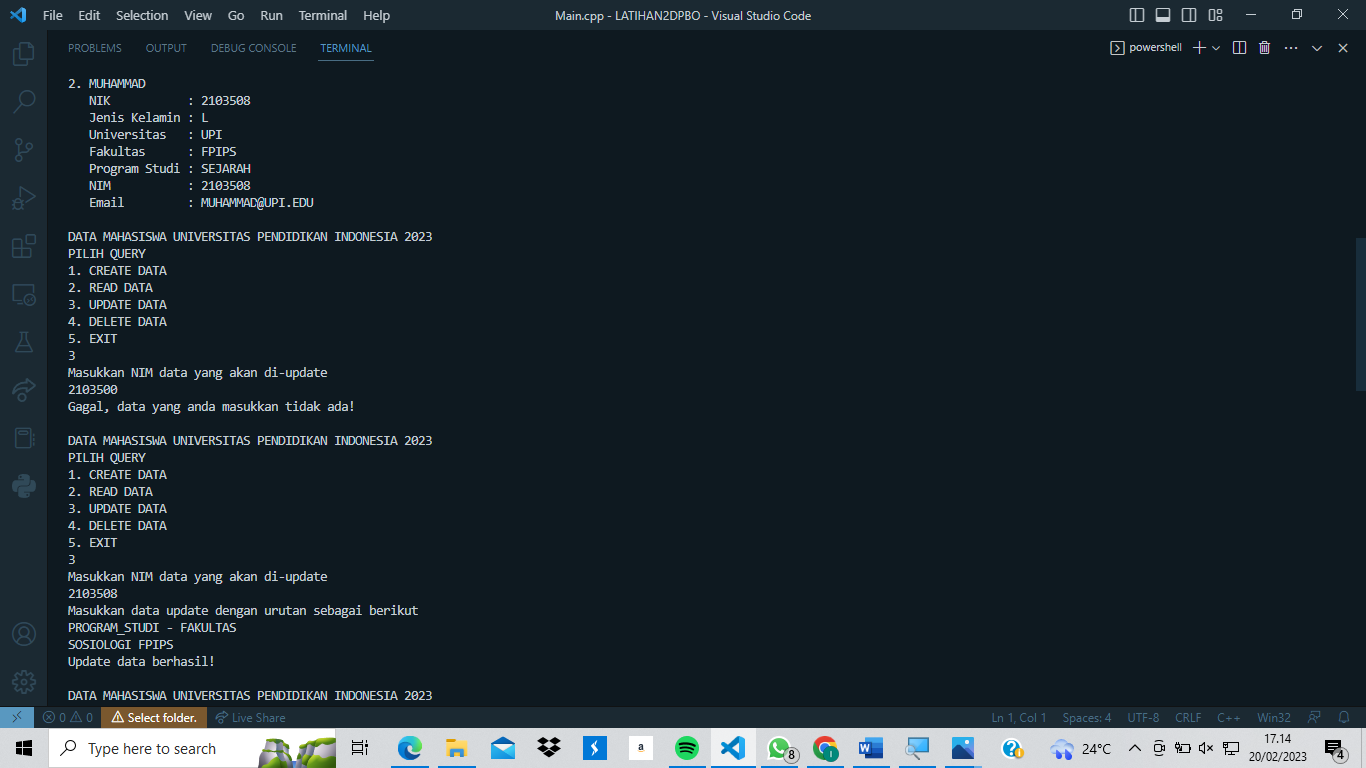 File Edit Selection View Go Run Terminal Help Main.cpp - LATIHAN2DPBO - Visual Studio Code
PROBLEMS OUTPUT DEBUG CONSOLE TERMINAL powershell
2. MUHAMMAD
NIK : 2103508
Jenis Kelamin : L
Universitas : UPI
Fakultas : FPIPS
Program Studi : SEJARAH
NIM : 2103508
Email : MUHAMMAD@UPI.EDU
DATA MAHASISWA UNIVERSITAS PENDIDIKAN INDONESIA 2023
PILIH QUERY
1. CREATE DATA
2. READ DATA
3. UPDATE DATA
4. DELETE DATA
5. EXIT
3
Masukkan NIM data yang akan di-update
2103500
Gagal, data yang anda masukkan tidak ada!
DATA MAHASISWA UNIVERSITAS PENDIDIKAN INDONESIA 2023
PILIH QUERY
1. CREATE DATA
2. READ DATA
3. UPDATE DATA
4. DELETE DATA
5. EXIT
3
Masukkan NIM data yang akan di-update
2103508
Masukkan data update dengan urutan sebagai berikut
PROGRAM_STUDI - FAKULTAS
SOSIOLOGI FPIPS
Update data berhasil!
DATA MAHASISWA UNIVERSITAS PENDIDIKAN INDONESIA 2023
0 0 Select folder. Live Share Ln 1, Col 1 Spaces: 4 UTF-8 CRLF C++ Win32
Type here to search a 8 24°C 17.14
20/02/2023 4